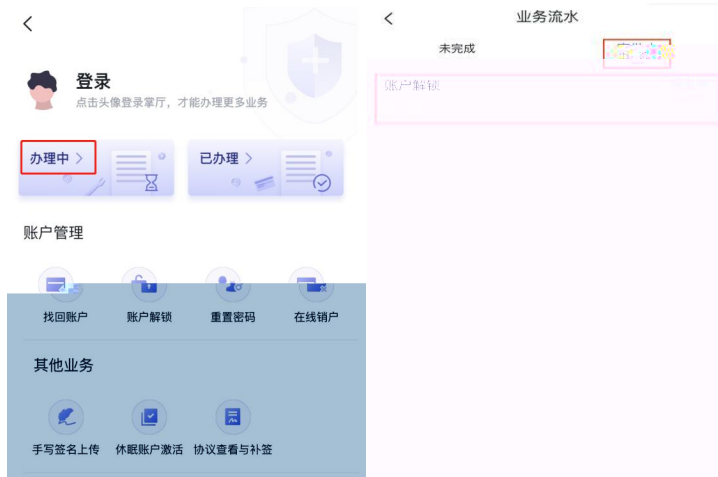 登录
点击头像登录掌厅，才能办理更多业务
办理中
已办理
账户管理
找回账户
账户解锁
重置密码
在线销户
其他业务
手写签名上传
休眠账户激活
协议查看与补签
业务流水
未完成
账户解锁